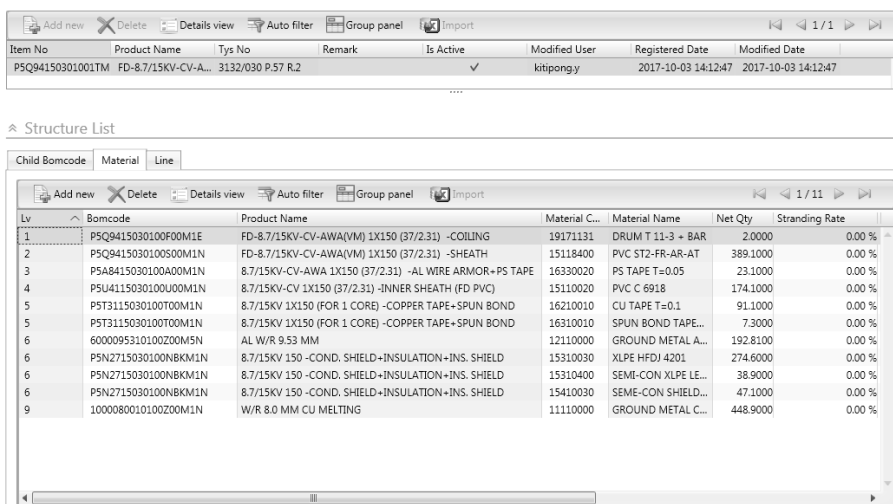 Add new Delete Details view Auto filter Group panel Import 1/1
Item No Product Name Tys No Remark Is Active Modified User Registered Date Modified Date
P5Q94150301001TM FD-8.7/15KV-CV-A... 3132/030 P.57 R.2 kitipong.y 2017-10-03 14:12:47 2017-10-03 14:12:47
Structure List
Child Bomcode Material Line
Add new Delete Details view Auto filter Group panel Import 1/11
Lv Bomcode Product Name Material C... Material Name Net Qty Stranding Rate
1 P5Q9415030100F00M1E FD-8.7/15KV-CV-AWA(VM) 1X150 (37/2.31) -COILING 19171131 DRUM T 11-3 + BAR 2.0000 0.00 %
2 P5Q9415030100S00M1N FD-8.7/15KV-CV-AWA(VM) 1X150 (37/2.31) -SHEATH 15118400 PVC ST2-FR-AR-AT 389.1000 0.00 %
3 P5A8415030100A00M1N 8.7/15KV-CV-AWA 1X150 (37/2.31) -AL WIRE ARMOR+PS TAPE 16330020 PS TAPE T=0.05 23.1000 0.00 %
4 P5U4115030100U00M1N 8.7/15KV-CV 1X150 (37/2.31) -INNER SHEATH (FD PVC) 15110020 PVC C 6918 174.1000 0.00 %
5 P5T3115030100T00M1N 8.7/15KV 1X150 (FOR 1 CORE) -COPPER TAPE+SPUN BOND 16210010 CU TAPE T=0.1 91.1000 0.00 %
5 P5T3115030100T00M1N 8.7/15KV 1X150 (FOR 1 CORE) -COPPER TAPE+SPUN BOND 16310010 SPUN BOND TAPE... 7.3000 0.00 %
6 6000095310100Z00M5N AL W/R 9.53 MM 12110000 GROUND METAL A... 192.8100 0.00 %
6 P5N2715030100NBKM1N 8.7/15KV 150 -COND. SHIELD+INSULATION+INS. SHIELD 15310030 XLPE HFDJ 4201 274.6000 0.00 %
6 P5N2715030100NBKM1N 8.7/15KV 150 -COND. SHIELD+INSULATION+INS. SHIELD 15310400 SEMI-CON XLPE LE... 38.9000 0.00 %
6 P5N2715030100NBKM1N 8.7/15KV 150 -COND. SHIELD+INSULATION+INS. SHIELD 15410030 SEME-CON SHIELD... 47.1000 0.00 %
9 1000080010100Z00M1N W/R 8.0 MM CU MELTING 11110000 GROUND METAL C... 448.9000 0.00 %